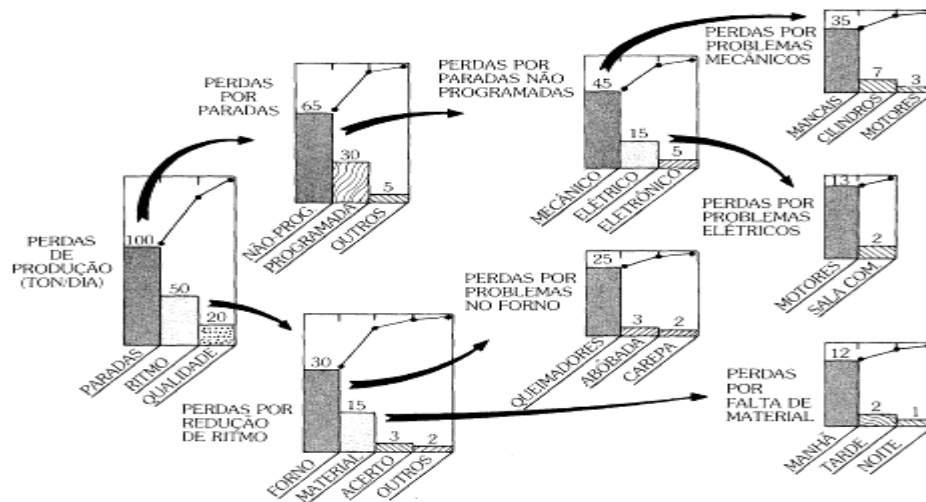 PERDAS
DE
PRODUÇÃO
(TON/DIA)
100
50
20
PARADAS
RITMO
QUALIDADE
PERDAS
POR
PARADAS
65
30
5
NÃO-PROG
PROGRAMADA
OUTROS
PERDAS POR
PARADAS NÃO
PROGRAMADAS
45
15
5
MECÂNICO
ELÉTRICO
ELETRÔNICO
PERDAS POR
PROBLEMAS
MECÂNICOS
35
7
3
MANCAIS
CILINDROS
MOTORES
PERDAS POR
PROBLEMAS
ELÉTRICOS
13
2
MOTORES
SALA COM
PERDAS POR
REDUÇÃO
DE RITMO
30
15
3
2
FORNO
MATERIAL
ACERTO
OUTROS
PERDAS POR
PROBLEMAS
NO FORNO
25
3
2
QUEIMADORES
ABÓBADA
CAREPA
PERDAS
POR
FALTA DE
MATERIAL
12
2
1
MANHÃ
TARDE
NOITE